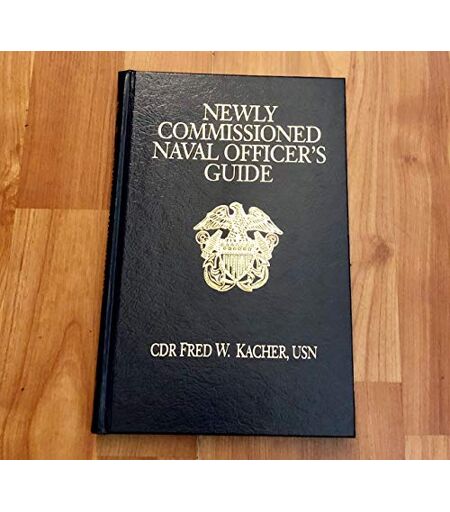 NEWLY
COMMISSIONED
NAVAL OFFICER'S
GUIDE
CDR FRED W. KACHER, USN